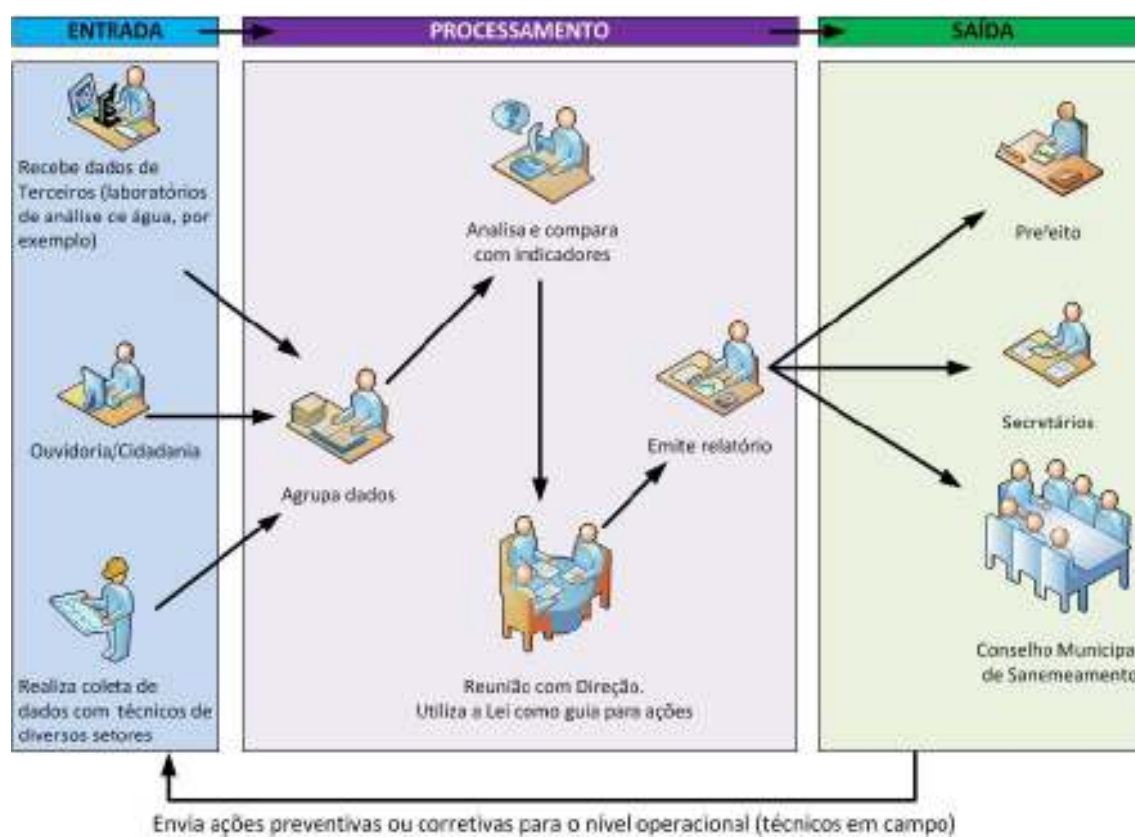 ENTRADA
PROCESSAMENTO
SAÍDA
Recebe dados de
Terceiros (laboratórios
de análise de água, por
exemplo)
Ouvidoria/Cidadania
Realiza coleta de
dados com técnicos de
diversos setores
Agrupa dados
Analisa e compara
com indicadores
Reunião com Direção.
Utiliza a Lei como guia para ações
Emite relatório
Prefeito
Secretários
Conselho Municipa
de Sanemeamento
Envia ações preventivas ou corretivas para o nível operacional (técnicos em campo)